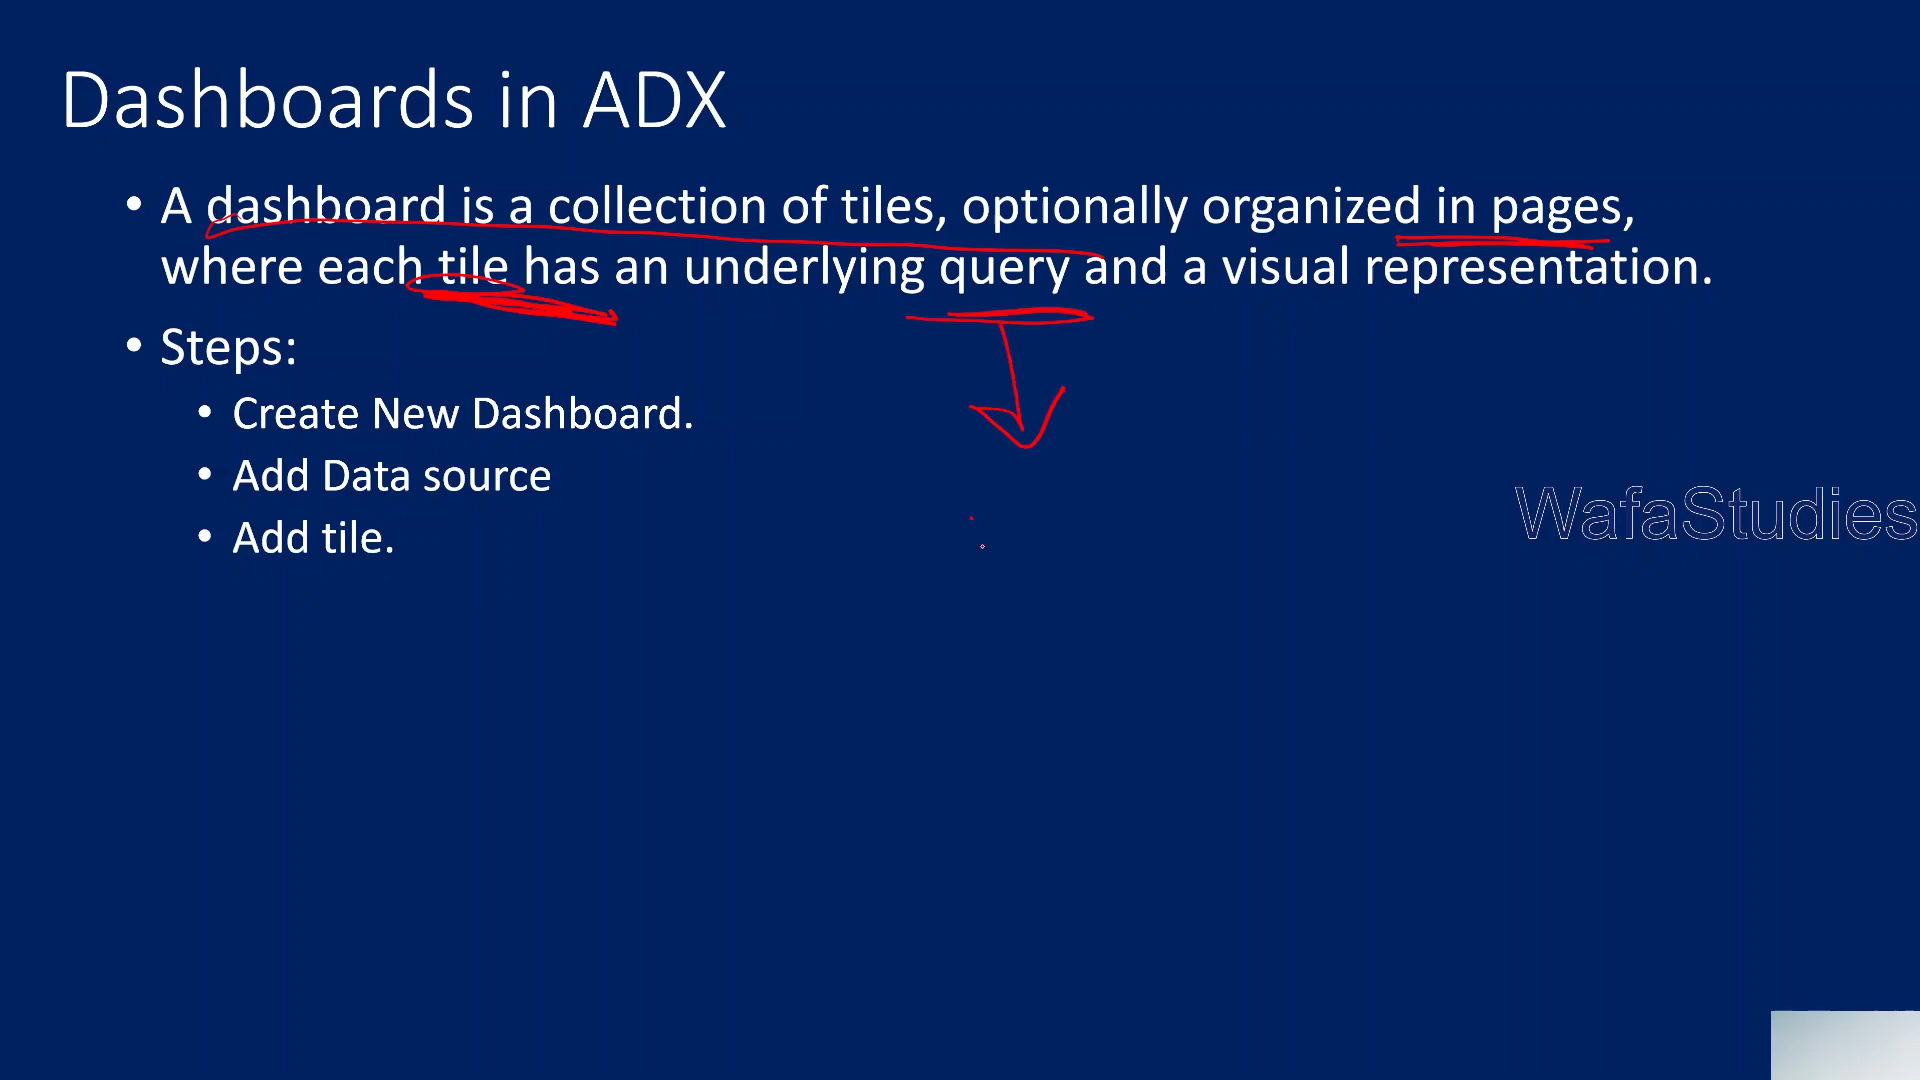 Dashboards in ADX
• A dashboard is a collection of tiles, optionally organized in pages,
where each tile has an underlying query and a visual representation.
• Steps:
• Create New Dashboard.
• Add Data source
• Add tile.
WafaStudies